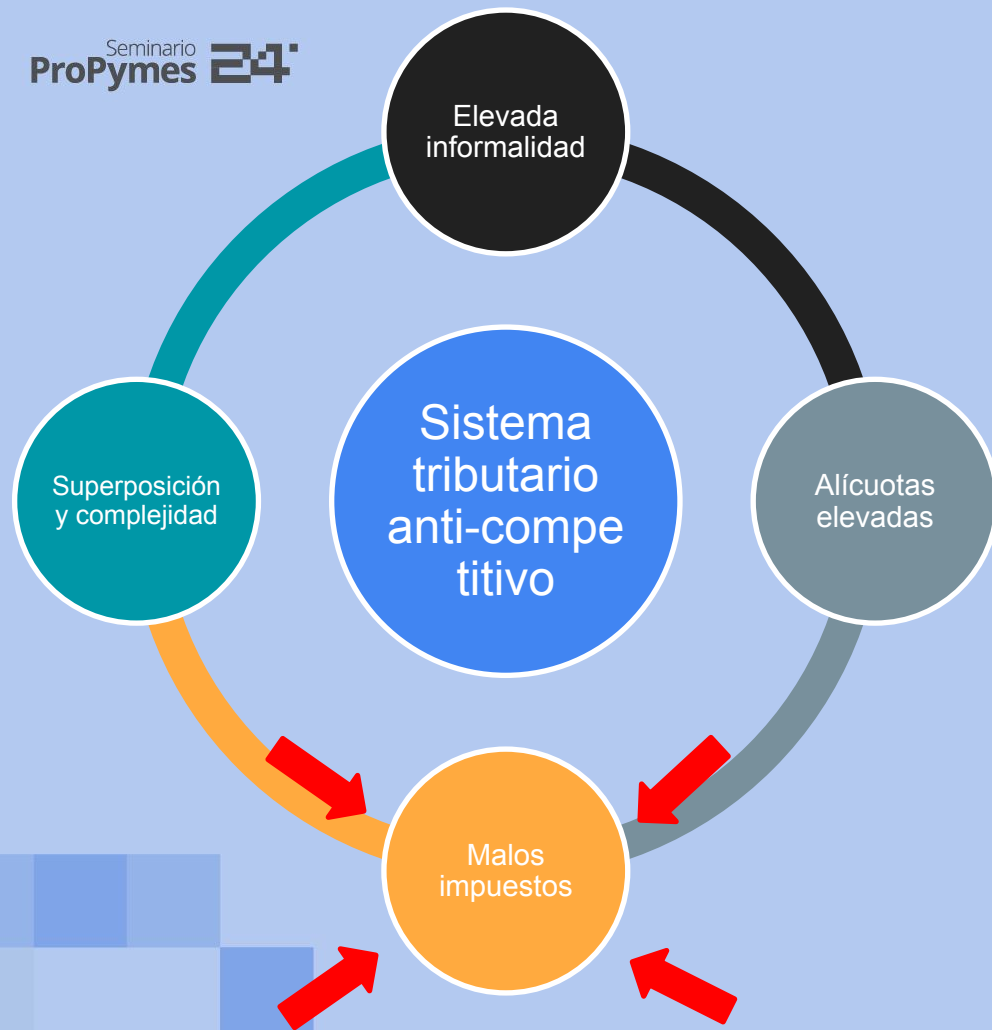 Seminario
ProPymes 24
Elevada
informalidad
Superposición
y complejidad
Sistema
tributario
anti-compe
titivo
Alícuotas
elevadas
Malos
impuestos